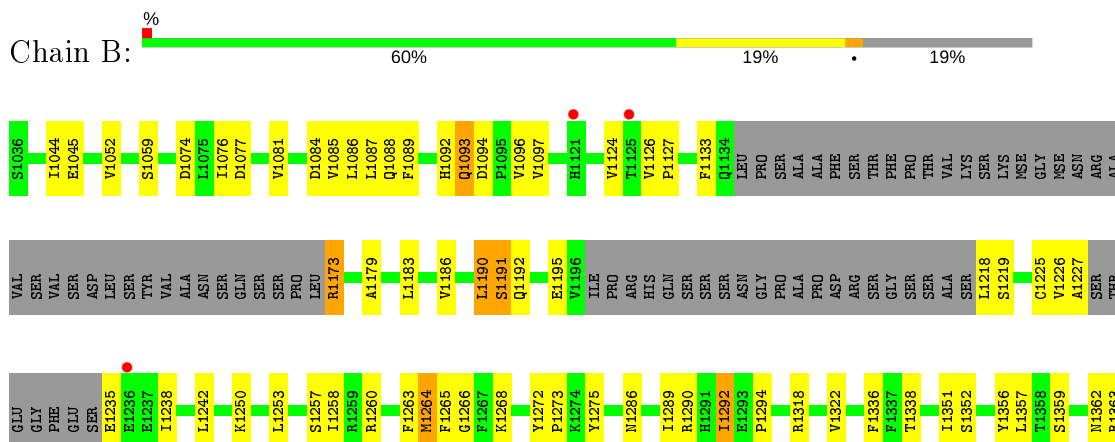 %
Chain B:
60% 19% • 19%
S1036 I1044 E1045 V1052 S1059 D1074 L1075 I1076 D1077 V1081 D1084 V1085 L1086 L1087 Q1088 F1089 H1092 Q1093 D1094 P1095 V1096 V1097 H1121 V1124 T1125 V1126 P1127 F1133 Q1134 LEU PRO SER ALA ALA PHE SER THR PHE PRO THR VAL LYS SER LYS MSE GLY MSE ASN ARG ALA
VAL SER VAL SER ASP LEU SER TYR VAL ALA ASN SER GLN SER SER PRO LEU R1173 A1179 L1183 V1186 L1190 S1191 Q1192 E1195 V1196 ILE PRO ARG HIS GLN SER SER SER ASN GLY PRO ALA PRO ASP ARG SER GLY SER SER ALA SER L1218 S1219 C1225 V1226 A1227 SER THR
GLU GLY PHE GLU SER E1235 E1236 E1237 I1238 L1242 K1250 L1253 S1257 I1258 R1259 R1260 F1263 M1264 F1265 G1266 F1267 K1268 Y1272 P1273 K1274 Y1275 N1286 I1289 R1290 H1291 I1292 E1293 P1294 R1318 V1322 F1336 F1337 T1338 I1351 S1352 Y1356 L1357 T1358 S1359 N1362